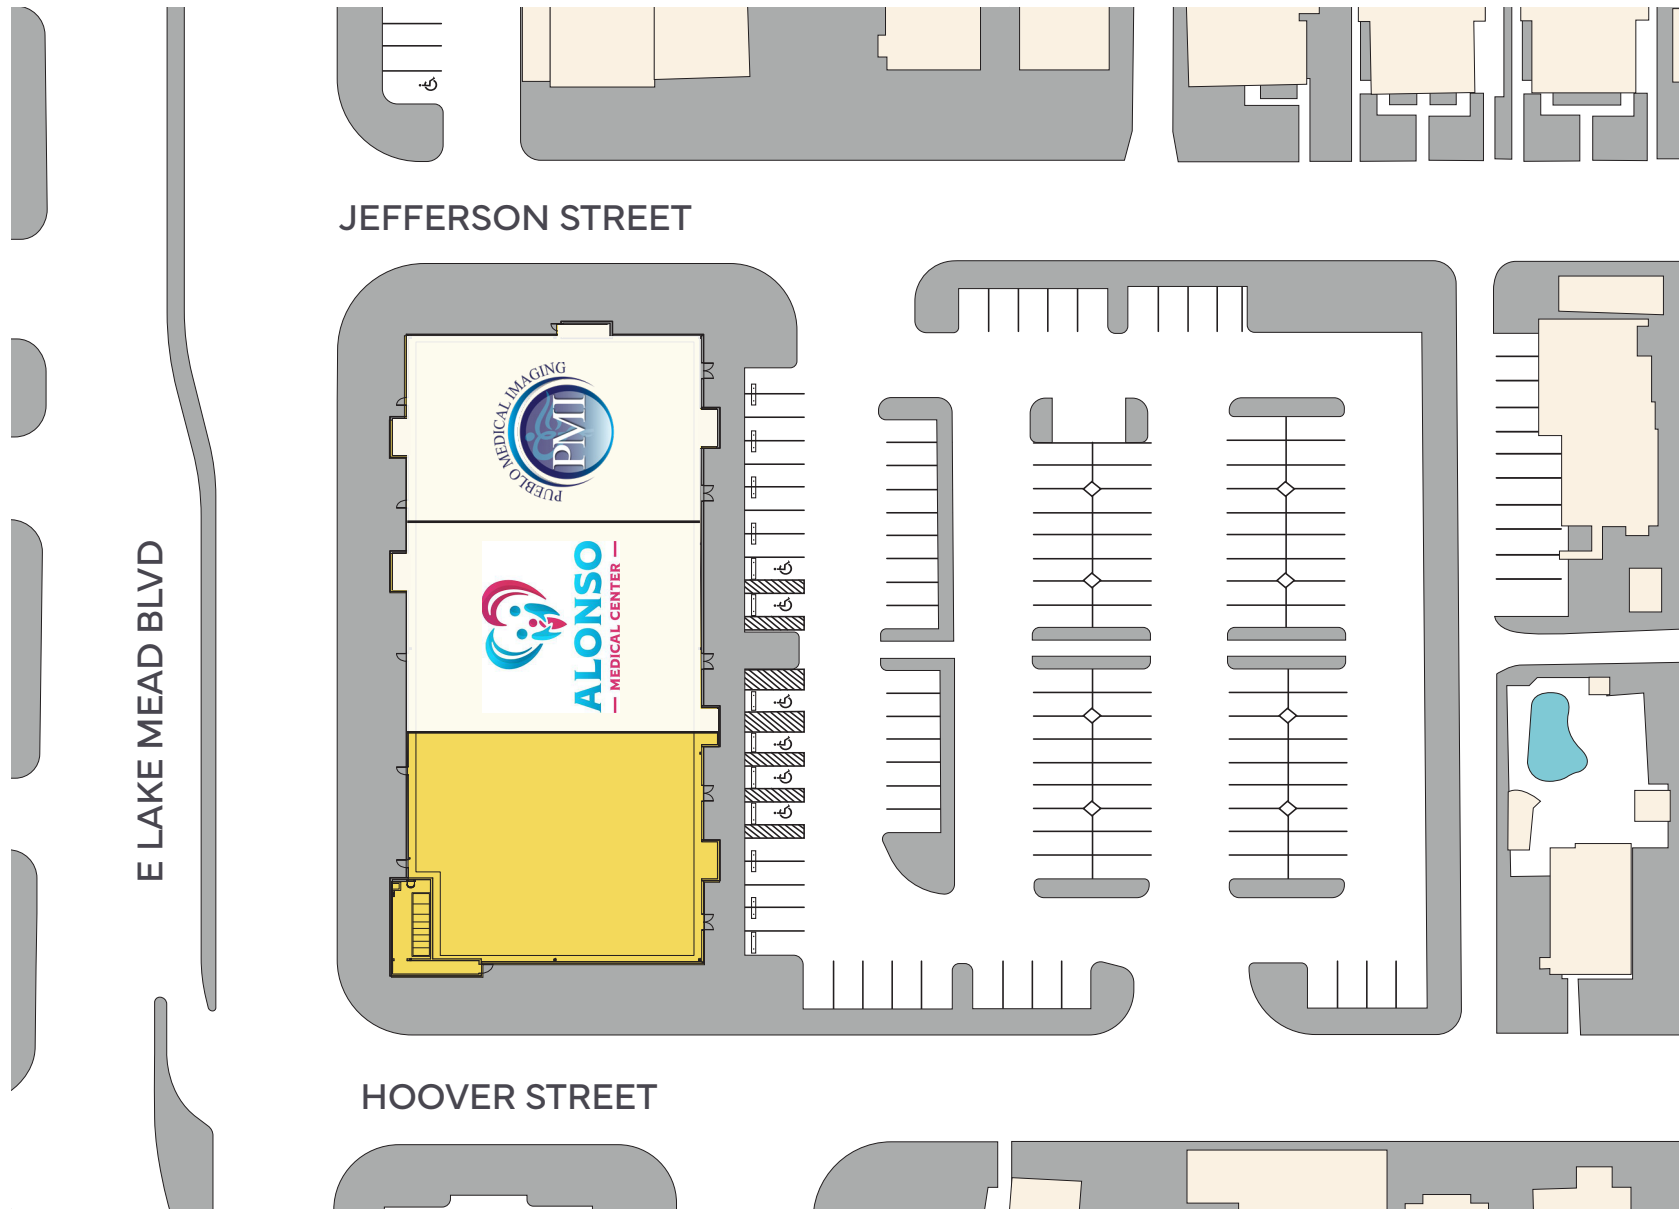 JEFFERSON STREET
PUEBLO MEDICAL IMAGING
PMI
ALONSO
— MEDICAL CENTER —
E LAKE MEAD BLVD
HOOVER STREET